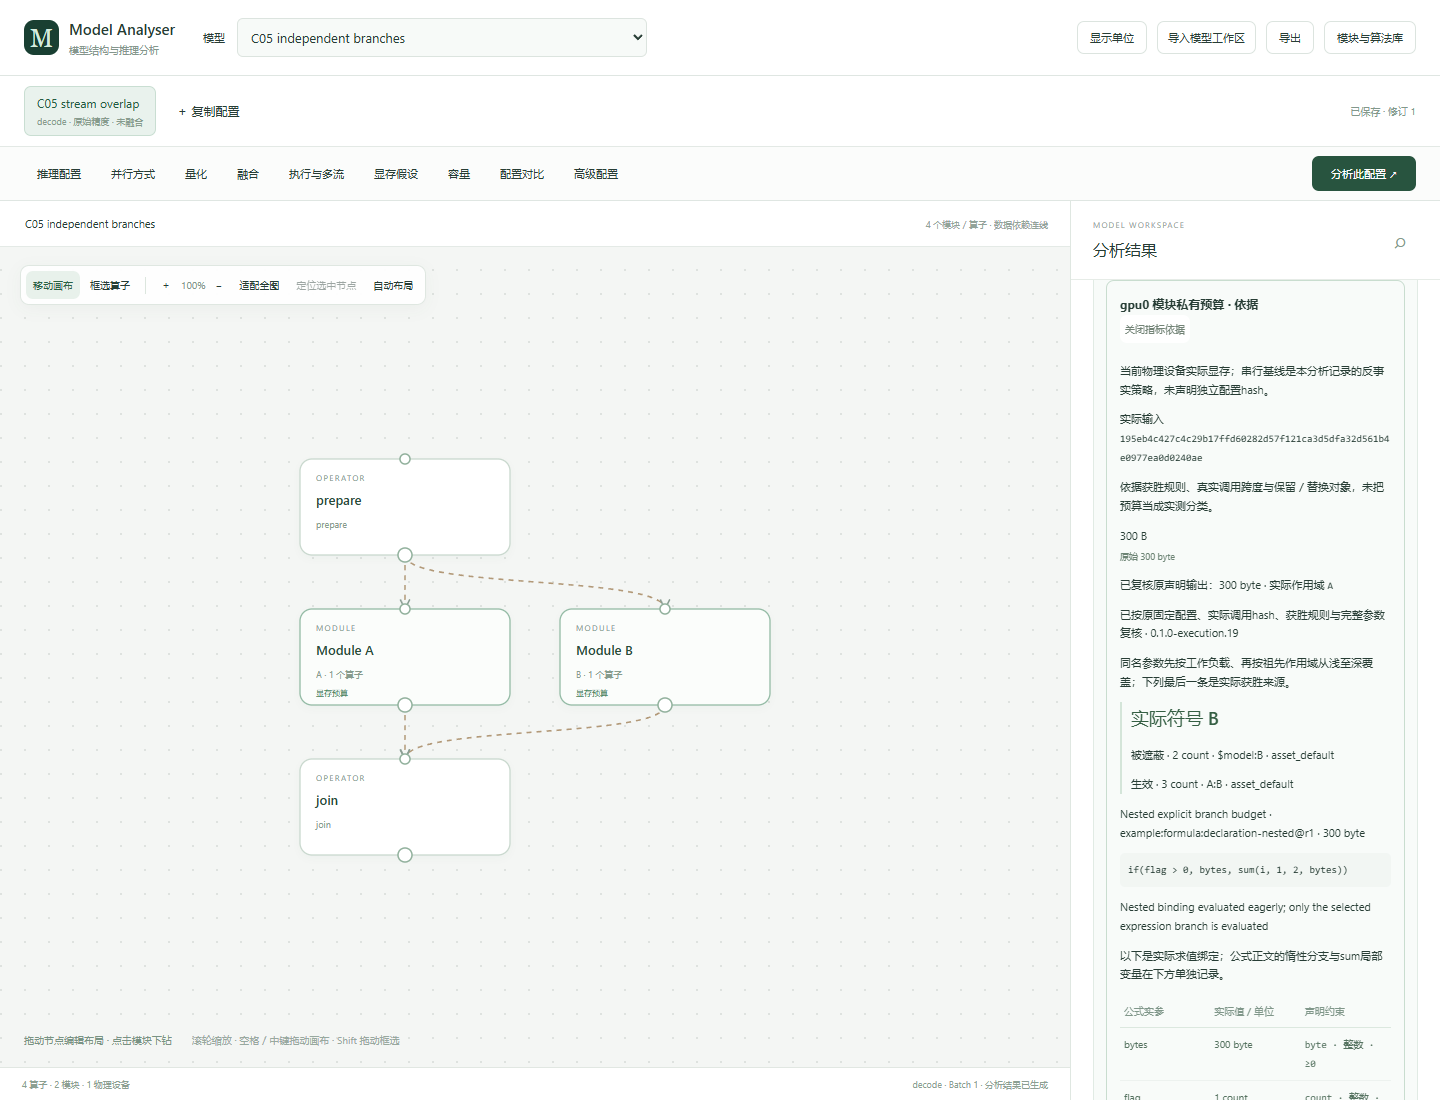 M
Model Analyser
模型结构与推理分析
模型
C05 independent branches
显示单位
导入模型工作区
导出
模块与算法库
C05 stream overlap
decode · 原始精度 · 未融合
+ 复制配置
已保存 · 修订 1
推理配置
并行方式
量化
融合
执行与多流
显存假设
容量
配置对比
高级配置
分析此配置 ↗
C05 independent branches
4 个模块 / 算子 · 数据依赖连线
移动画布
框选算子
+
100%
−
适配全图
定位选中节点
自动布局
OPERATOR
prepare
prepare
MODULE
Module A
A · 1 个算子
显存预算
MODULE
Module B
B · 1 个算子
显存预算
OPERATOR
join
join
拖动节点编辑布局 · 点击模块下钻
滚轮缩放 · 空格 / 中键拖动画布 · Shift 拖动框选
4 算子 · 2 模块 · 1 物理设备
decode · Batch 1 · 分析结果已生成
MODEL WORKSPACE
分析结果
gpu0 模块私有预算 · 依据
关闭指标依据
当前物理设备实际显存；串行基线是本分析记录的反事
实策略，未声明独立配置hash。
实际输入
195eb4c427c4c29b17ffd60282d57f121ca3d5dfa32d561b4
e0977ea0d0240ae
依据获胜规则、真实调用跨度与保留 / 替换对象，未把
预算当成实测分类。
300 B
原始 300 byte
已复核原声明输出：300 byte · 实际作用域 A
已按原固定配置、实际调用hash、获胜规则与完整参数
复核 · 0.1.0-execution.19
同名参数先按工作负载、再按祖先作用域从浅至深覆
盖；下列最后一条是实际获胜来源。
实际符号 B
被遮蔽 · 2 count · $model:B · asset_default
生效 · 3 count · A:B · asset_default
Nested explicit branch budget ·
example:formula:declaration-nested@r1 · 300 byte
if(flag > 0, bytes, sum(i, 1, 2, bytes))
Nested binding evaluated eagerly; only the selected
expression branch is evaluated
以下是实际求值绑定；公式正文的惰性分支与sum局部
变量在下方单独记录。
公式实参
实际值 / 单位
声明约束
bytes
300 byte
byte · 整数 ·
≥0
flag
1 count
count · 整数 ·